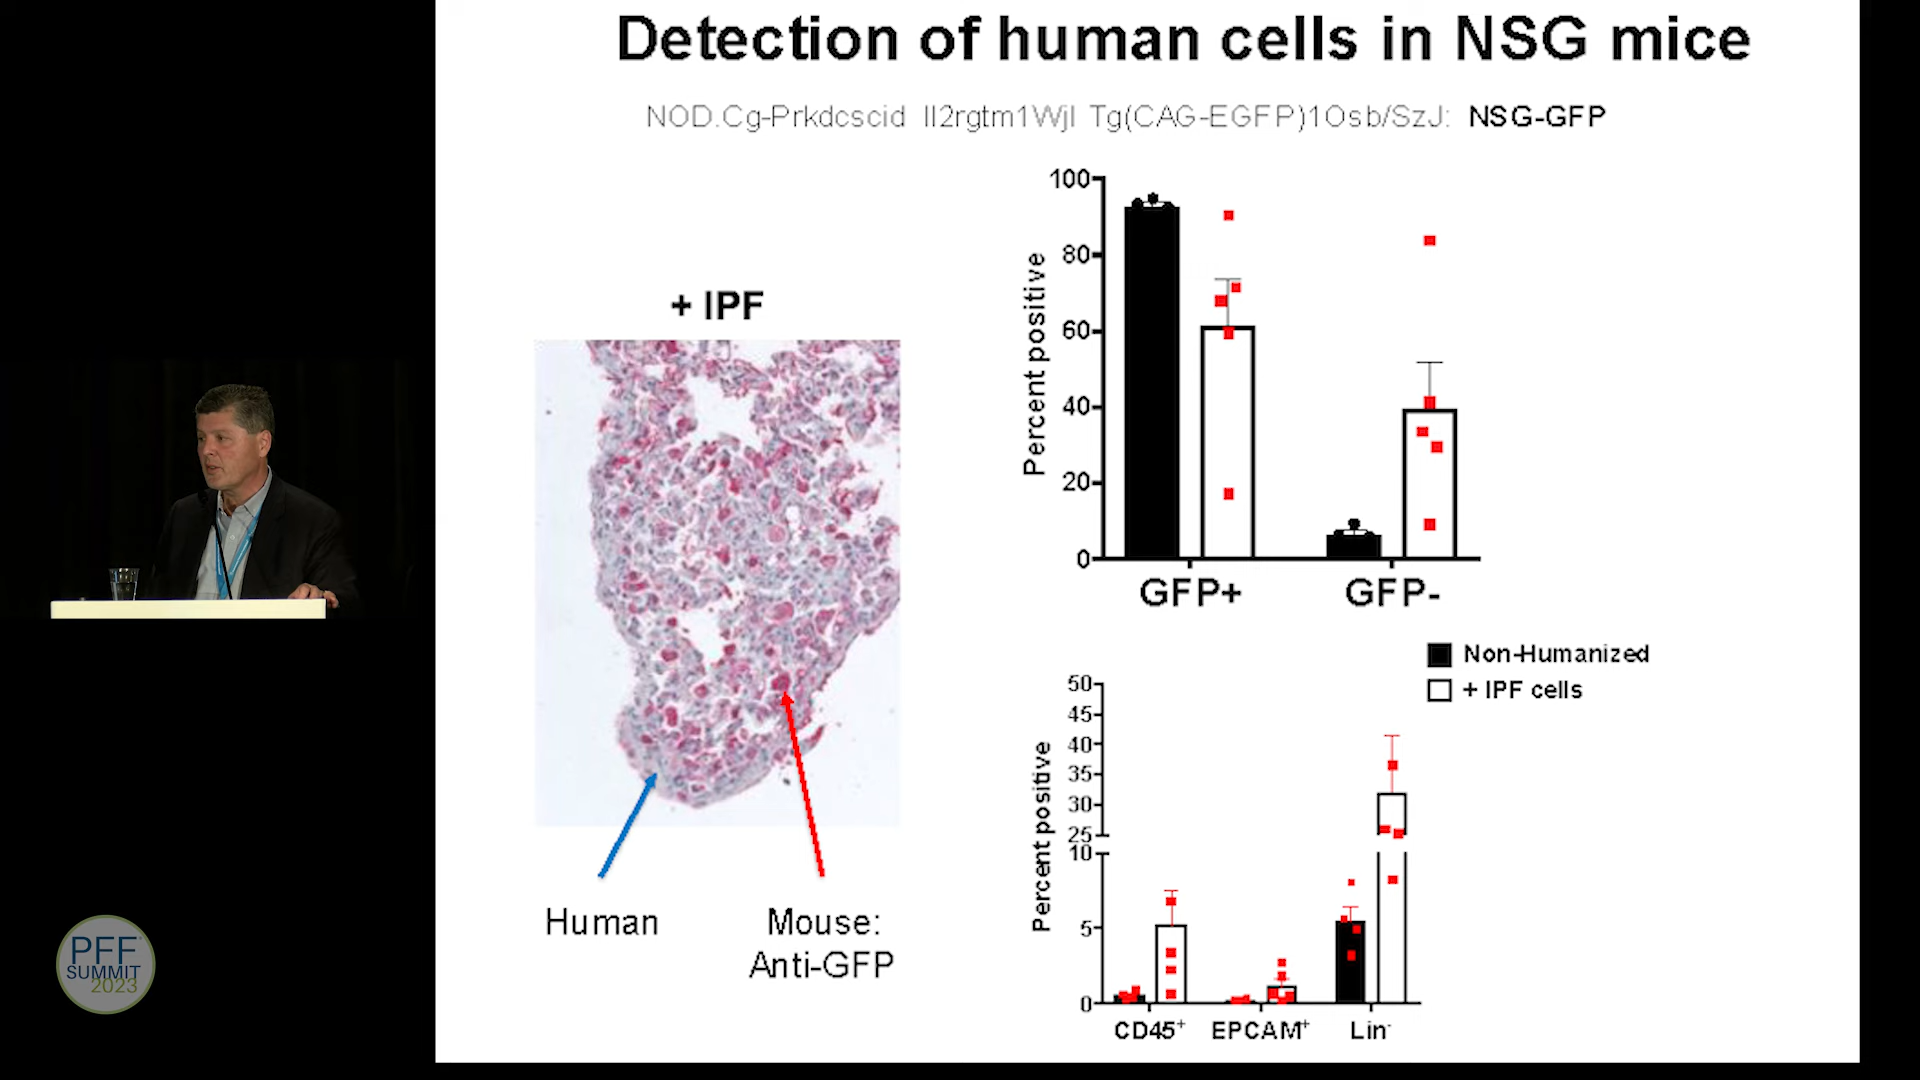 Detection of human cells in NSG mice
NOD.Cg-Prkdcscid Il2rgtm1Wjl Tg(CAG-EGFP)1Osb/SzJ: NSG-GFP
+ IPF
Human
Mouse:
Anti-GFP
Percent positive
100
80
60
40
20
0
GFP+
GFP-
Non-Humanized
+ IPF cells
Percent positive
50
45
40
35
30
25
10
5
0
CD45+
EPCAM+
Lin-
PFF
SUMMIT
2023